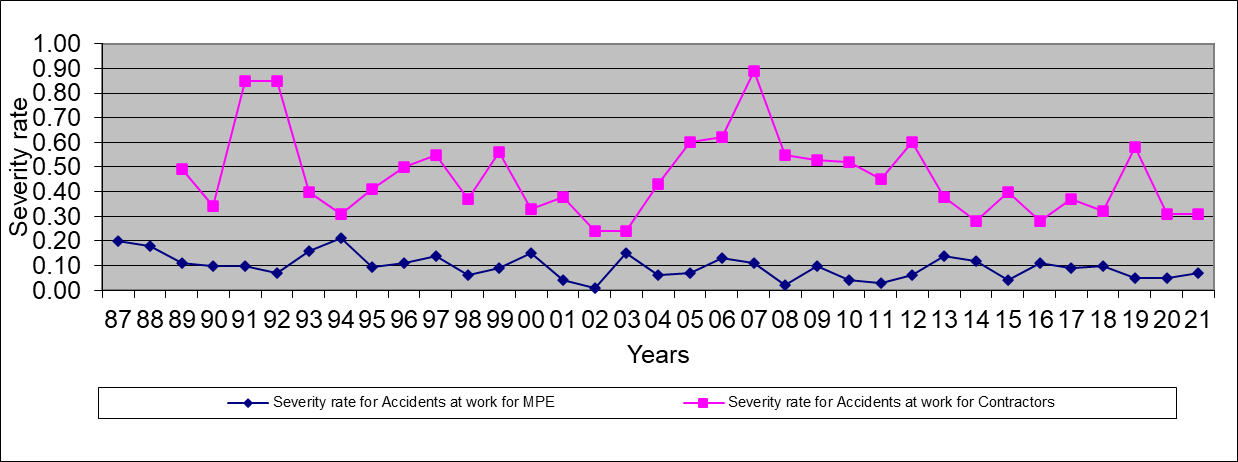 1.00
0.90
0.80
0.70
0.60
0.50
0.40
0.30
0.20
0.10
0.00
Severity rate
87 88 89 90 91 92 93 94 95 96 97 98 99 00 01 02 03 04 05 06 07 08 09 10 11 12 13 14 15 16 17 18 19 20 21
Years
Severity rate for Accidents at work for MPE Severity rate for Accidents at work for Contractors